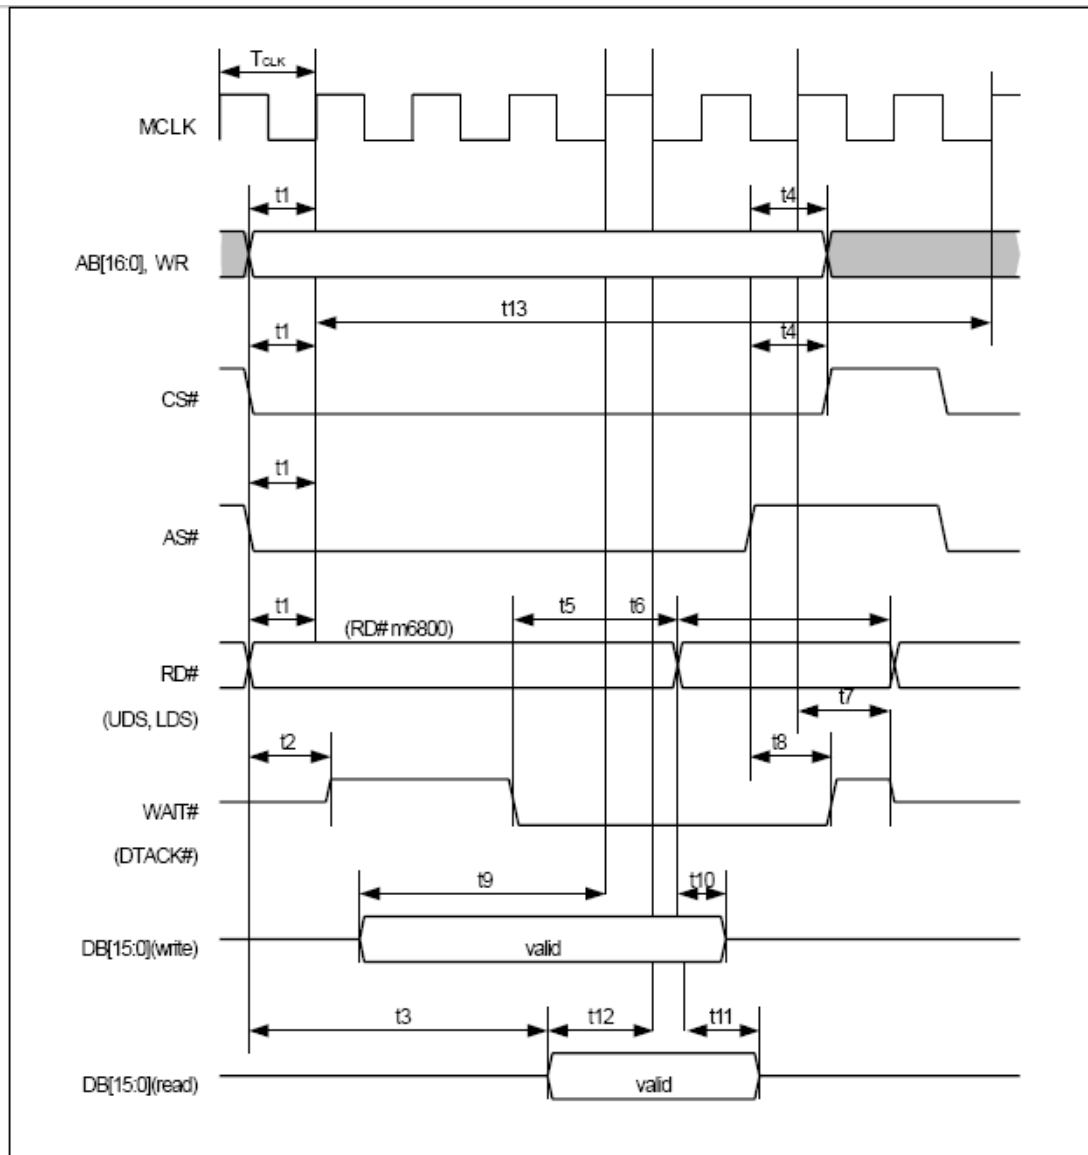 TCLK
MCLK
t1 t4
AB[16:0], WR
t13
t1 t4
CS#
t1
AS#
t1 t5 t6
(RD# m6800)
RD#
t7
(UDS, LDS)
t2 t8
WAIT#
(DTACK#)
t9 t10
DB[15:0](write) valid
t3 t12 t11
DB[15:0](read) valid